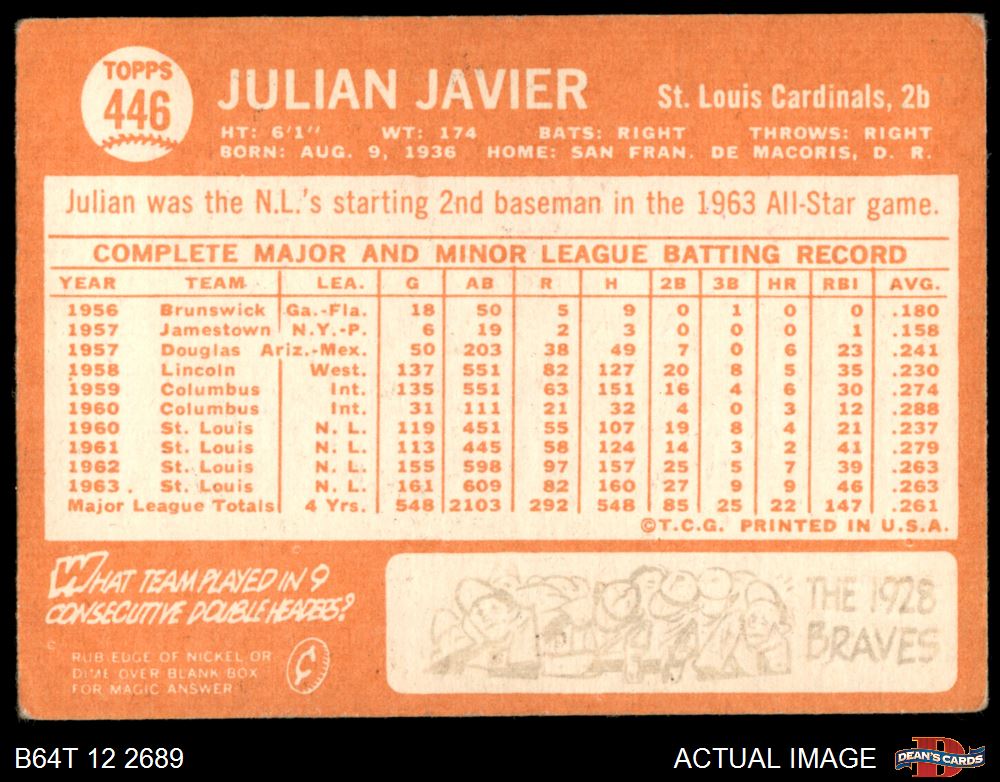 TOPPS
446
JULIAN JAVIER
St. Louis Cardinals, 2b
HT: 6'1" WT: 174 BATS: RIGHT THROWS: RIGHT
BORN: AUG. 9, 1936 HOME: SAN FRAN. DE MACORIS, D. R.
Julian was the N.L.'s starting 2nd baseman in the 1963 All-Star game.
COMPLETE MAJOR AND MINOR LEAGUE BATTING RECORD
YEAR TEAM LEA. G AB R H 2B 3B HR RBI AVG.
1956 Brunswick Ga.-Fla. 18 50 5 9 0 1 0 0 .180
1957 Jamestown N.Y.-P. 6 19 2 3 0 0 0 1 .158
1957 Douglas Ariz.-Mex. 50 203 38 49 7 0 6 23 .241
1958 Lincoln West. 137 551 82 127 20 8 5 35 .230
1959 Columbus Int. 135 551 63 151 16 4 6 30 .274
1960 Columbus Int. 31 111 21 32 4 0 3 12 .288
1960 St. Louis N. L. 119 451 55 107 19 8 4 21 .237
1961 St. Louis N. L. 113 445 58 124 14 3 2 41 .279
1962 St. Louis N. L. 155 598 97 157 25 5 7 39 .263
1963 St. Louis N. L. 161 609 82 160 27 9 9 46 .263
Major League Totals 4 Yrs. 548 2103 292 548 85 25 22 147 .261
©T.C.G. PRINTED IN U.S.A.
WHAT TEAM PLAYED IN 9
CONSECUTIVE DOUBLE HEADERS?
RUB EDGE OF NICKEL OR
DIME OVER BLANK BOX
FOR MAGIC ANSWER
THE 1928
BRAVES
B64T 12 2689
ACTUAL IMAGE
D
DEAN'S CARDS